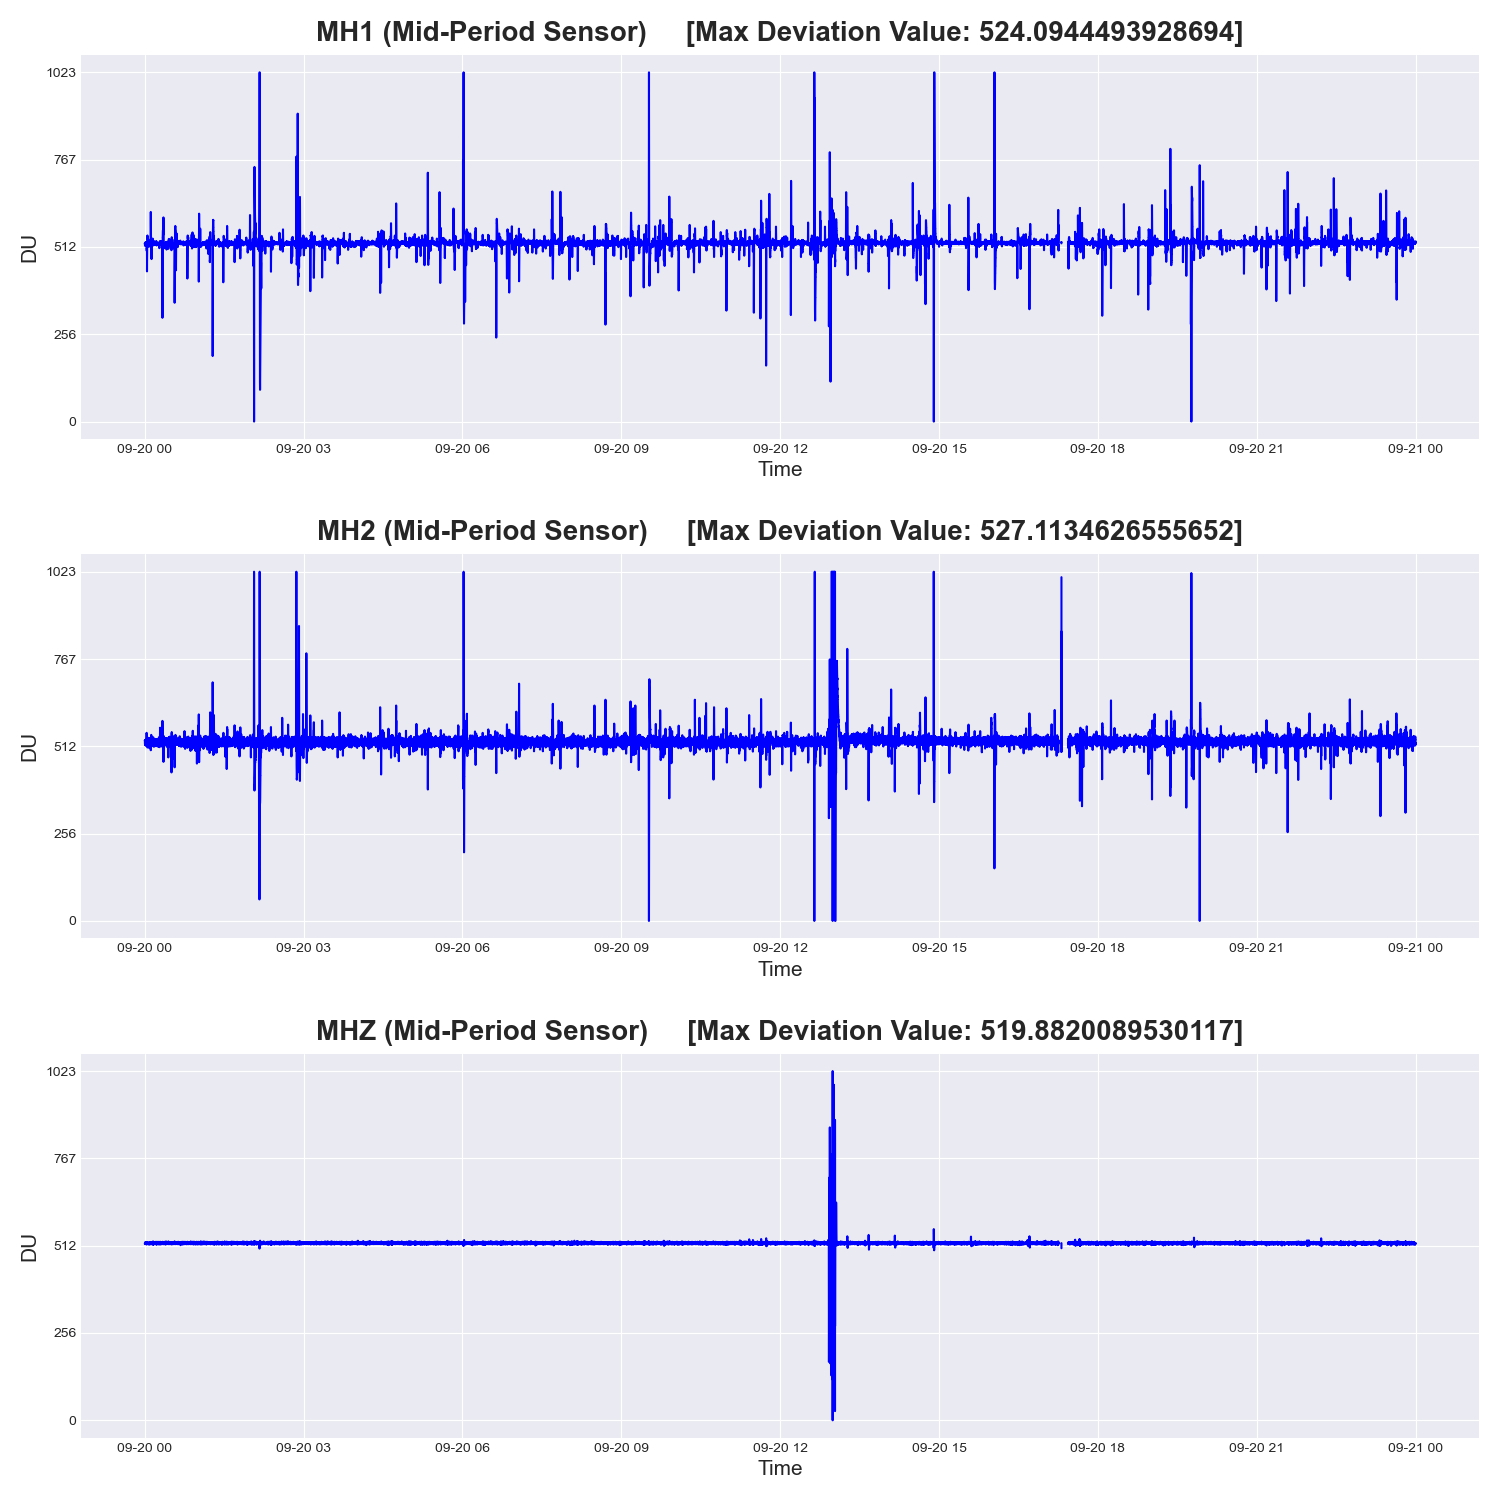 MH1 (Mid-Period Sensor) [Max Deviation Value: 524.0944493928694]
1023
767
512
256
0
DU
09-20 00 09-20 03 09-20 06 09-20 09 09-20 12 09-20 15 09-20 18 09-20 21 09-21 00
Time
MH2 (Mid-Period Sensor) [Max Deviation Value: 527.1134626555652]
1023
767
512
256
0
DU
09-20 00 09-20 03 09-20 06 09-20 09 09-20 12 09-20 15 09-20 18 09-20 21 09-21 00
Time
MHZ (Mid-Period Sensor) [Max Deviation Value: 519.8820089530117]
1023
767
512
256
0
DU
09-20 00 09-20 03 09-20 06 09-20 09 09-20 12 09-20 15 09-20 18 09-20 21 09-21 00
Time